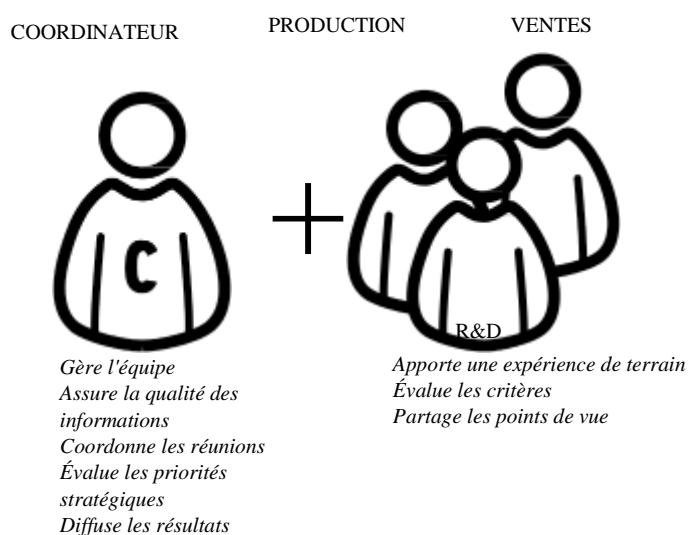 COORDINATEUR
PRODUCTION
VENTES
C
R&D
Gère l'équipe
Assure la qualité des
informations
Coordonne les réunions
Évalue les priorités
stratégiques
Diffuse les résultats
Apporte une expérience de terrain
Évalue les critères
Partage les points de vue